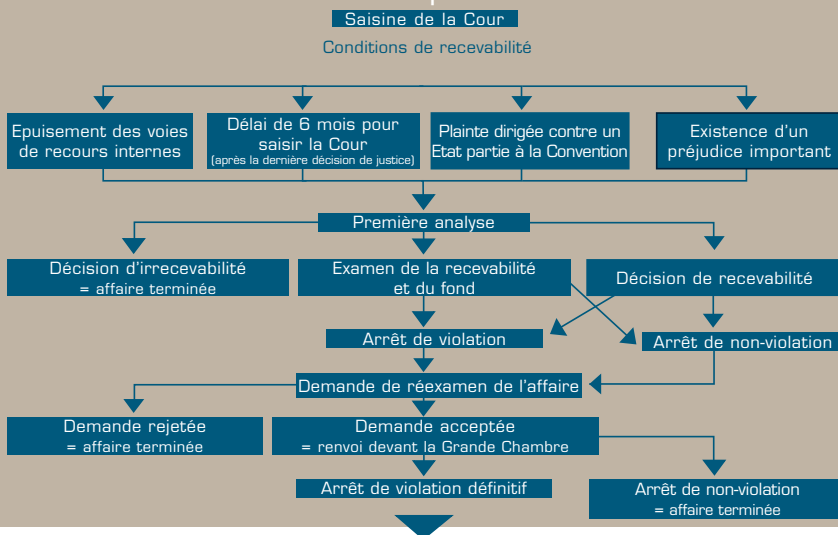 Saisine de la Cour
Conditions de recevabilité
Epuisement des voies
de recours internes
Délai de 6 mois pour
saisir la Cour
(après la dernière décision de justice)
Plainte dirigée contre un
Etat partie à la Convention
Existence d'un
préjudice important
Première analyse
Décision d'irrecevabilité
= affaire terminée
Examen de la recevabilité
et du fond
Décision de recevabilité
Arrêt de violation
Arrêt de non-violation
Demande de réexamen de l'affaire
Demande rejetée
= affaire terminée
Demande acceptée
= renvoi devant la Grande Chambre
Arrêt de violation définitif
Arrêt de non-violation
= affaire terminée